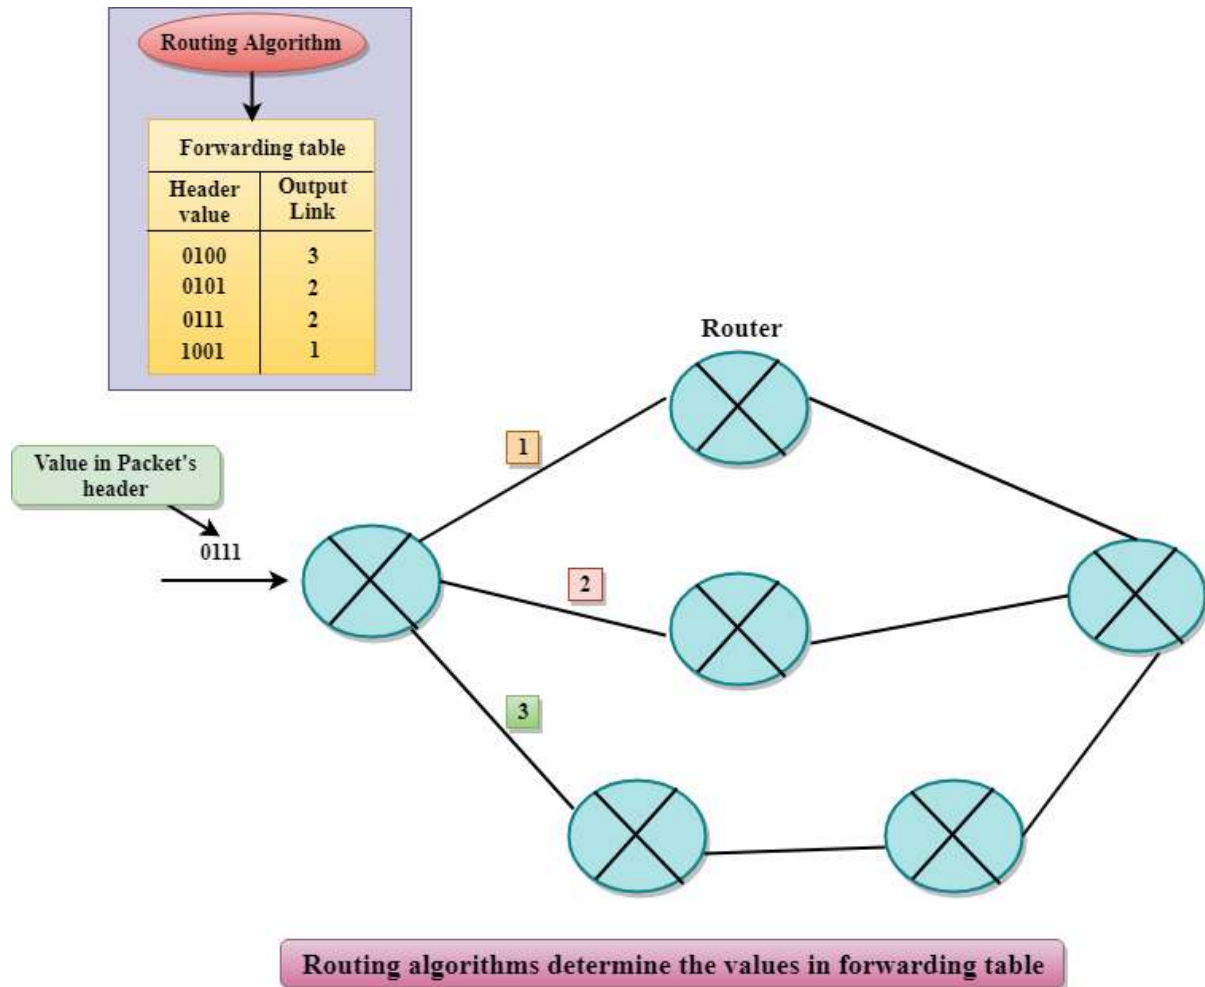 Routing Algorithm
Forwarding table
Header
value
Output
Link
0100 3
0101 2
0111 2
1001 1
Router
1
Value in Packet's
header
0111
2
3
Routing algorithms determine the values in forwarding table